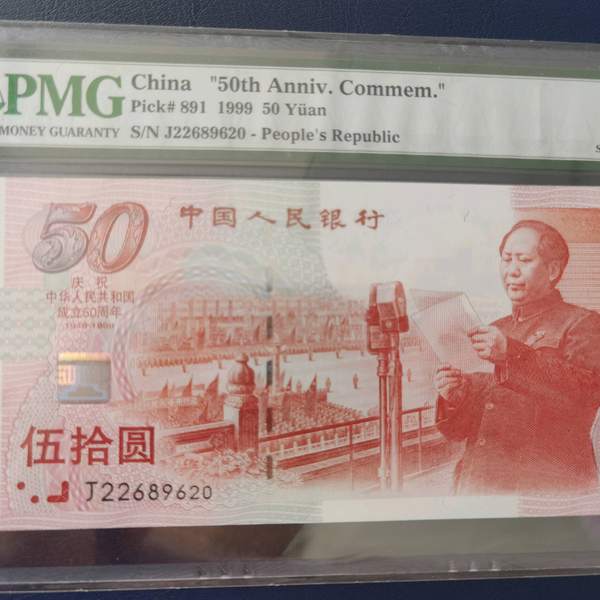 PMG
China "50th Anniv. Commem."
Pick# 891 1999 50 Yüan
MONEY GUARANTY
S/N J22689620 - People's Republic
50
中国人民银行
庆祝
中华人民共和国
成立50周年
1949-1999
伍拾圆
J22689620